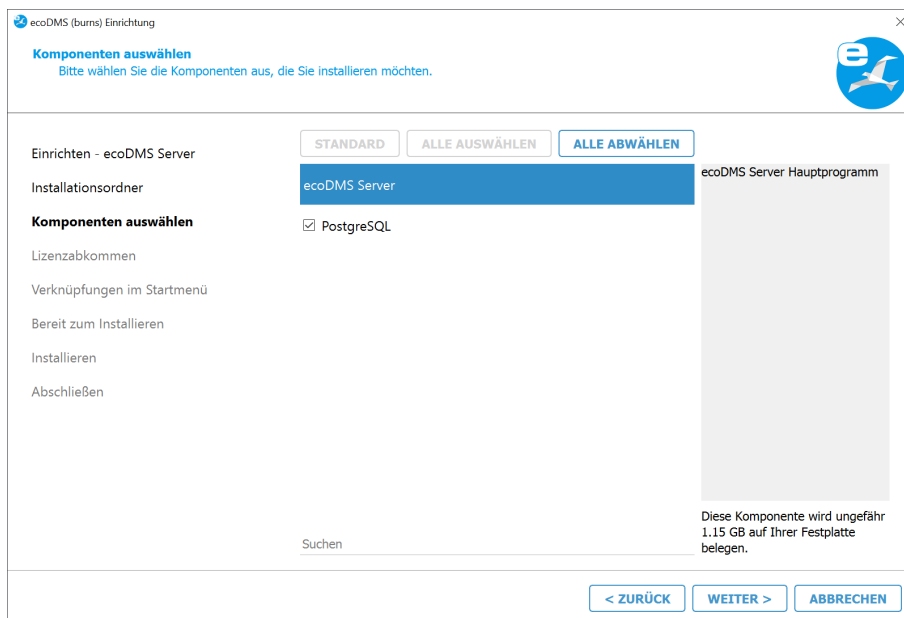 ecoDMS (burns) Einrichtung
Komponenten auswählen
Bitte wählen Sie die Komponenten aus, die Sie installieren möchten.
e
Einrichten - ecoDMS Server
Installationsordner
Komponenten auswählen
Lizenzabkommen
Verknüpfungen im Startmenü
Bereit zum Installieren
Installieren
Abschließen
STANDARD
ALLE AUSWÄHLEN
ALLE ABWÄHLEN
ecoDMS Server
PostgreSQL
Suchen
ecoDMS Server Hauptprogramm
Diese Komponente wird ungefähr
1.15 GB auf Ihrer Festplatte
belegen.
< ZURÜCK
WEITER >
ABBRECHEN